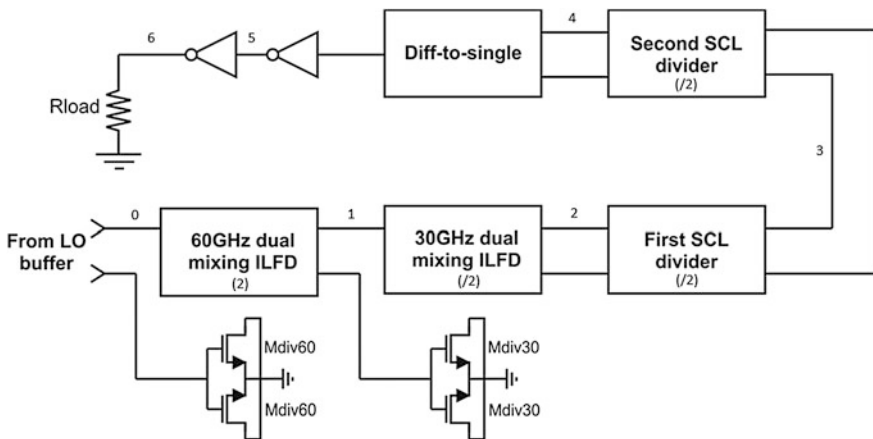 6
5
4
Diff-to-single
Second SCL
divider
(/2)
Rload
3
0
1
2
From LO
buffer
60GHz dual
mixing ILFD
(2)
30GHz dual
mixing ILFD
(/2)
First SCL
divider
(/2)
Mdiv60
Mdiv60
Mdiv30
Mdiv30